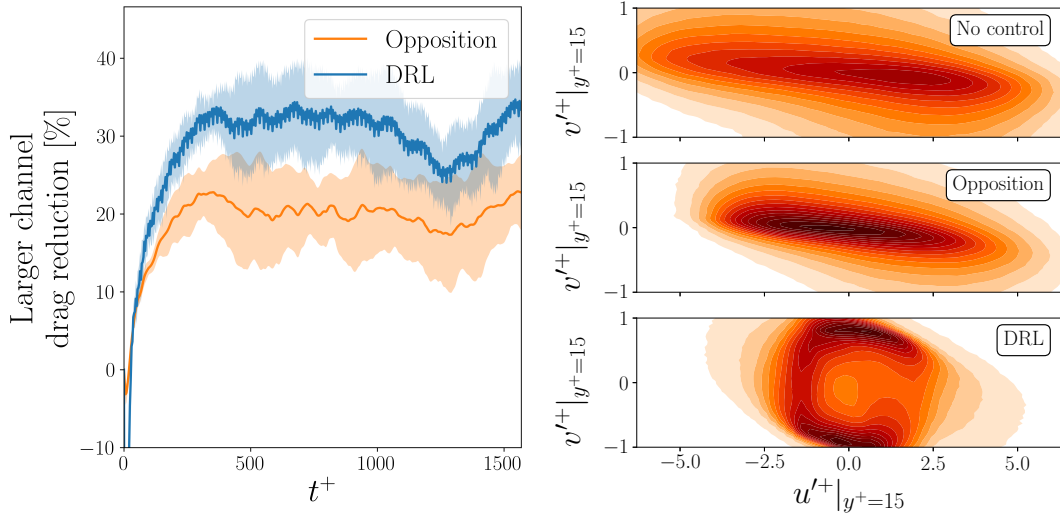 Larger channel
drag reduction [%]
40
30
20
10
0
−10
Opposition
DRL
0
500
1000
1500
t⁺
v′⁺|y⁺=15
1
0
−1
No control
v′⁺|y⁺=15
1
0
−1
Opposition
v′⁺|y⁺=15
1
0
−1
DRL
−5.0
−2.5
0.0
2.5
5.0
u′⁺|y⁺=15